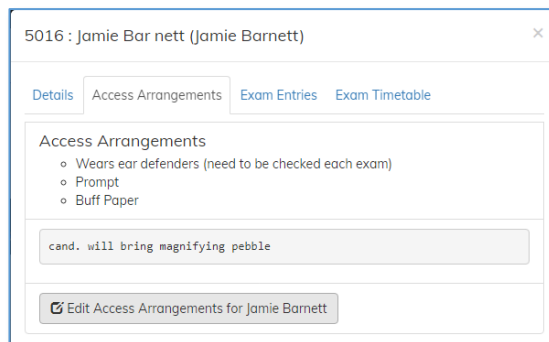 5016 : Jamie Bar nett (Jamie Barnett) ×
Details Access Arrangements Exam Entries Exam Timetable
Access Arrangements
Wears ear defenders (need to be checked each exam)
Prompt
Buff Paper
cand. will bring magnifying pebble
Edit Access Arrangements for Jamie Barnett